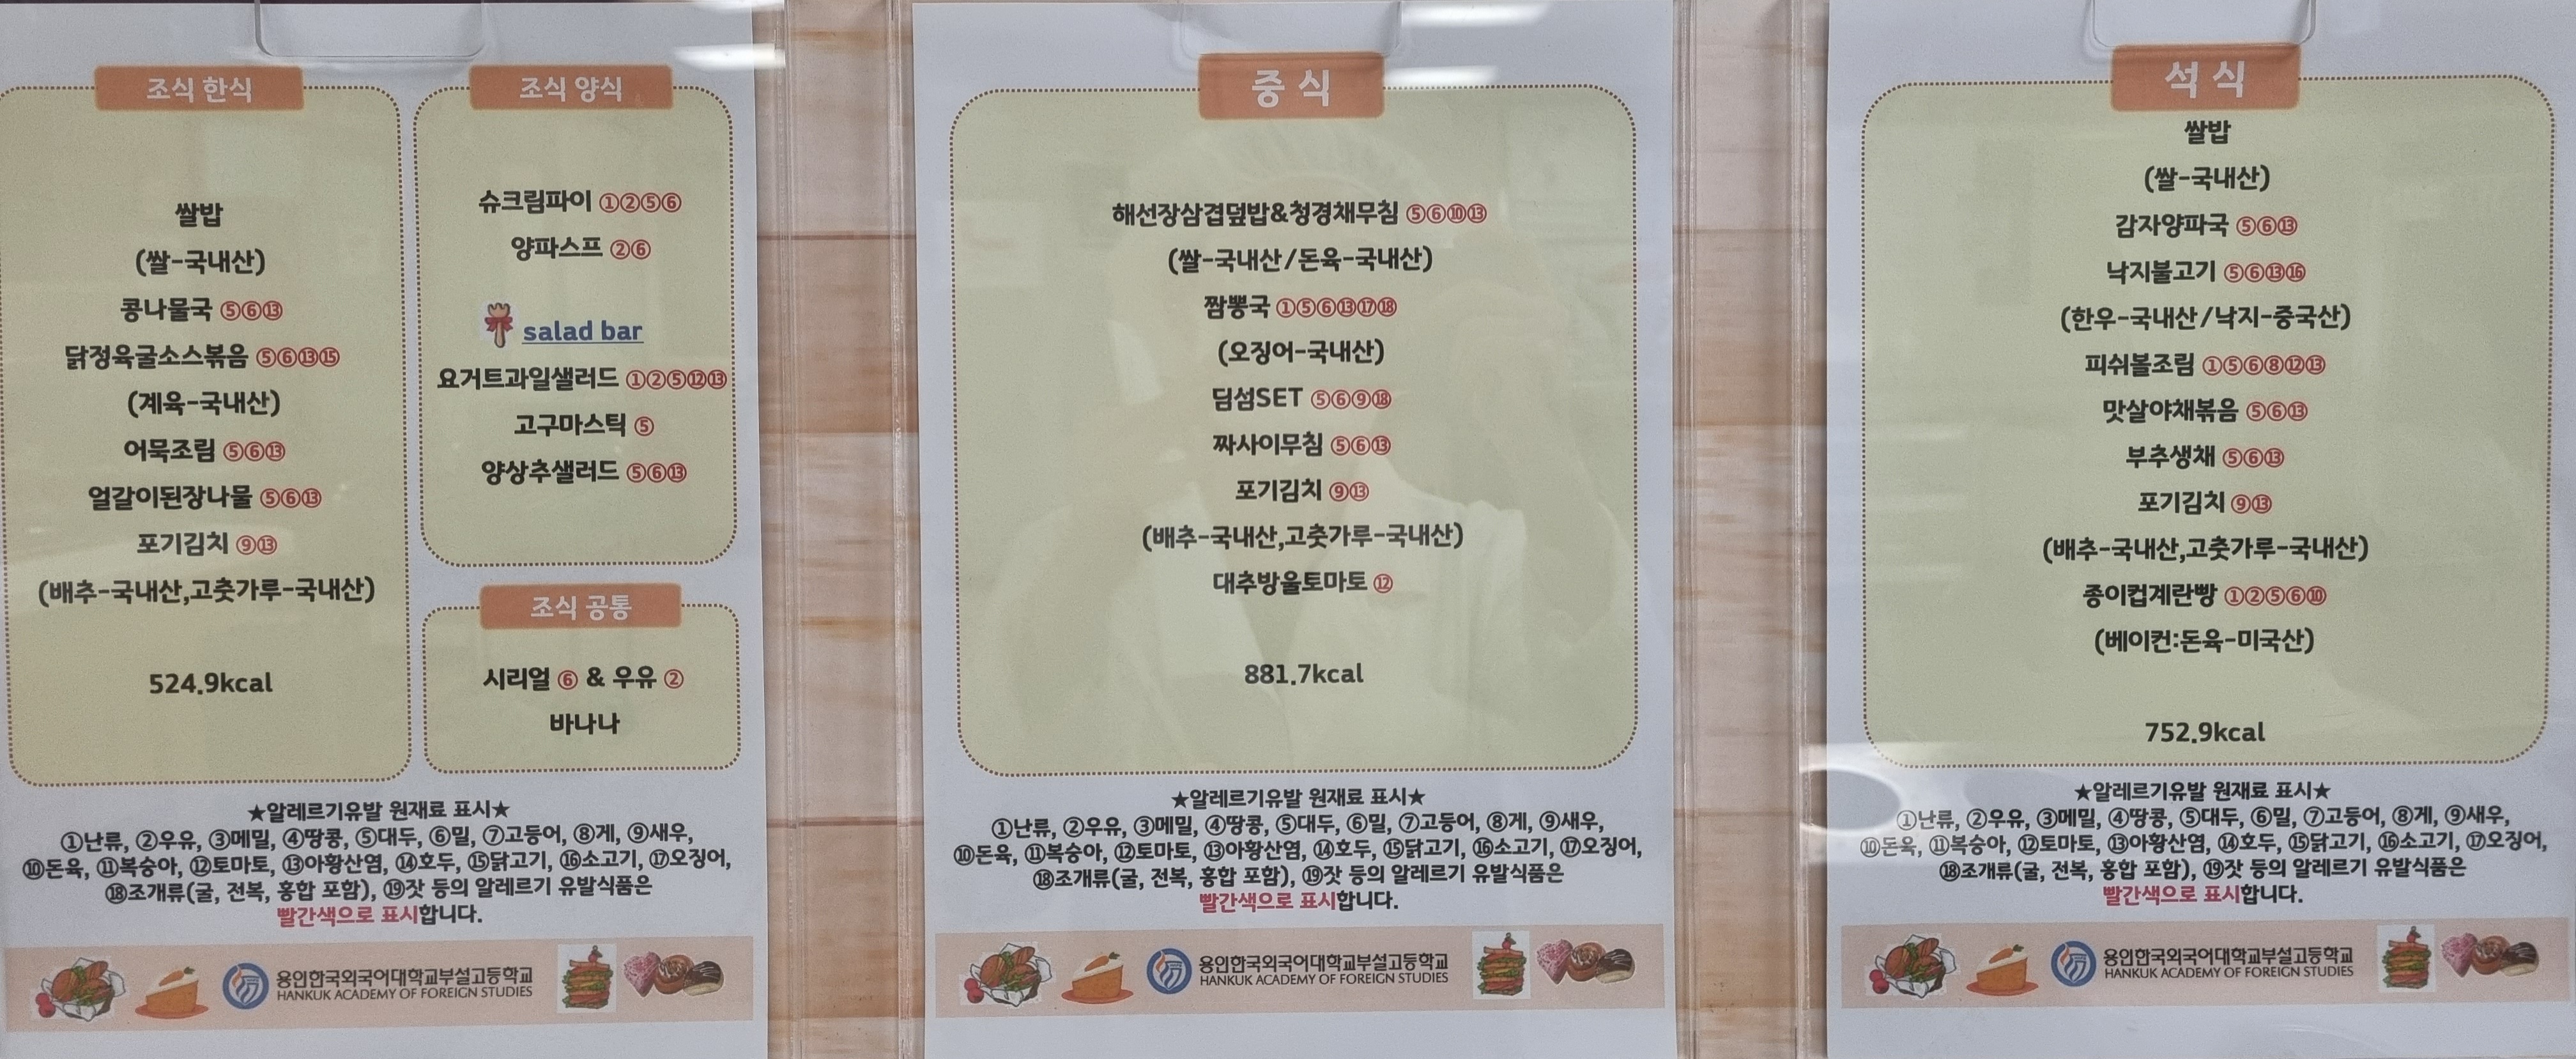 조식 한식
쌀밥
(쌀-국내산)
콩나물국 ⑤⑥⑬
닭정육굴소스볶음 ⑤⑥⑬⑮
(계육-국내산)
어묵조림 ⑤⑥⑬
얼갈이된장나물 ⑤⑥⑬
포기김치 ⑨⑬
(배추-국내산,고춧가루-국내산)
524.9kcal
조식 양식
슈크림파이 ①②⑤⑥
양파스프 ②⑥
salad bar
요거트과일샐러드 ①②⑤⑫⑬
고구마스틱 ⑤
양상추샐러드 ⑤⑥⑬
조식 공통
시리얼 ⑥ & 우유 ②
바나나
★알레르기유발 원재료 표시★
①난류, ②우유, ③메밀, ④땅콩, ⑤대두, ⑥밀, ⑦고등어, ⑧게, ⑨새우,
⑩돈육, ⑪복숭아, ⑫토마토, ⑬아황산염, ⑭호두, ⑮닭고기, ⑯소고기, ⑰오징어,
⑱조개류(굴, 전복, 홍합 포함), ⑲잣 등의 알레르기 유발식품은
빨간색으로 표시합니다.
용인한국외국어대학교부설고등학교
HANKUK ACADEMY OF FOREIGN STUDIES
중 식
해선장삼겹덮밥&청경채무침 ⑤⑥⑩⑬
(쌀-국내산/돈육-국내산)
짬뽕국 ①⑤⑥⑬⑰⑱
(오징어-국내산)
딤섬SET ⑤⑥⑨⑱
짜사이무침 ⑤⑥⑬
포기김치 ⑨⑬
(배추-국내산,고춧가루-국내산)
대추방울토마토 ⑫
881.7kcal
★알레르기유발 원재료 표시★
①난류, ②우유, ③메밀, ④땅콩, ⑤대두, ⑥밀, ⑦고등어, ⑧게, ⑨새우,
⑩돈육, ⑪복숭아, ⑫토마토, ⑬아황산염, ⑭호두, ⑮닭고기, ⑯소고기, ⑰오징어,
⑱조개류(굴, 전복, 홍합 포함), ⑲잣 등의 알레르기 유발식품은
빨간색으로 표시합니다.
용인한국외국어대학교부설고등학교
HANKUK ACADEMY OF FOREIGN STUDIES
석 식
쌀밥
(쌀-국내산)
감자양파국 ⑤⑥⑬
낙지불고기 ⑤⑥⑬⑯
(한우-국내산/낙지-중국산)
피쉬볼조림 ①⑤⑥⑧⑫⑬
맛살야채볶음 ⑤⑥⑬
부추생채 ⑤⑥⑬
포기김치 ⑨⑬
(배추-국내산,고춧가루-국내산)
종이컵계란빵 ①②⑤⑥⑩
(베이컨:돈육-미국산)
752.9kcal
★알레르기유발 원재료 표시★
①난류, ②우유, ③메밀, ④땅콩, ⑤대두, ⑥밀, ⑦고등어, ⑧게, ⑨새우,
⑩돈육, ⑪복숭아, ⑫토마토, ⑬아황산염, ⑭호두, ⑮닭고기, ⑯소고기, ⑰오징어,
⑱조개류(굴, 전복, 홍합 포함), ⑲잣 등의 알레르기 유발식품은
빨간색으로 표시합니다.
용인한국외국어대학교부설고등학교
HANKUK ACADEMY OF FOREIGN STUDIES